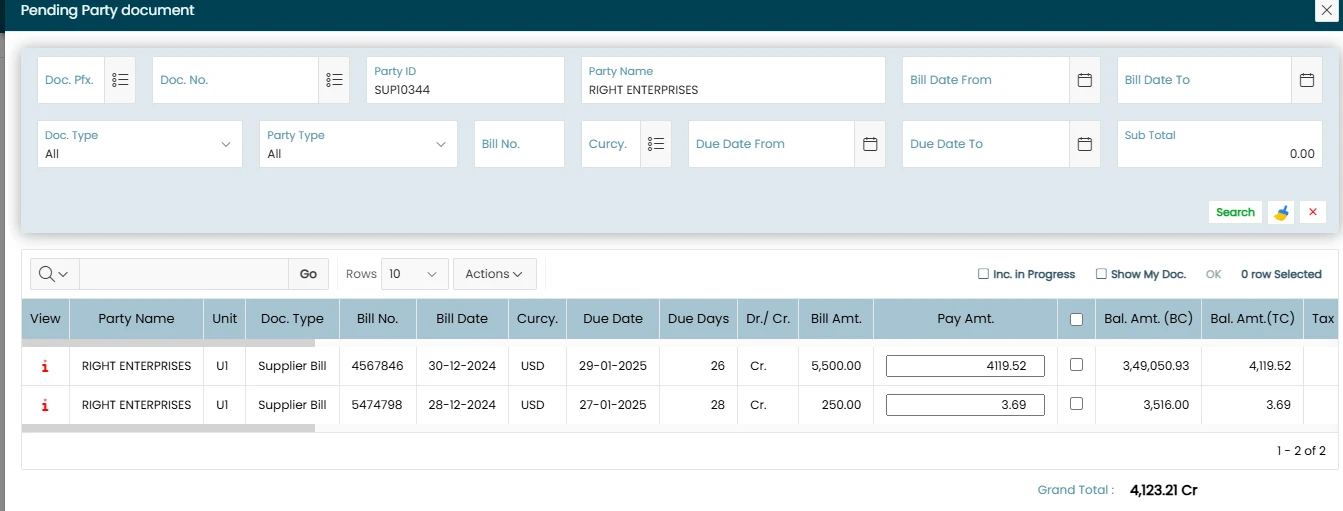 Pending Party document
Doc. Pfx. Doc. No. Party ID SUP10344 Party Name RIGHT ENTERPRISES Bill Date From Bill Date To
Doc. Type All Party Type All Bill No. Curcy. Due Date From Due Date To Sub Total 0.00
Search
Go Rows 10 Actions Inc. in Progress Show My Doc. OK 0 row Selected
View Party Name Unit Doc. Type Bill No. Bill Date Curcy. Due Date Due Days Dr./ Cr. Bill Amt. Pay Amt. Bal. Amt. (BC) Bal. Amt.(TC) Tax
i RIGHT ENTERPRISES U1 Supplier Bill 4567846 30-12-2024 USD 29-01-2025 26 Cr. 5,500.00 4119.52 3,49,050.93 4,119.52
i RIGHT ENTERPRISES U1 Supplier Bill 5474798 28-12-2024 USD 27-01-2025 28 Cr. 250.00 3.69 3,516.00 3.69
1 - 2 of 2
Grand Total : 4,123.21 Cr